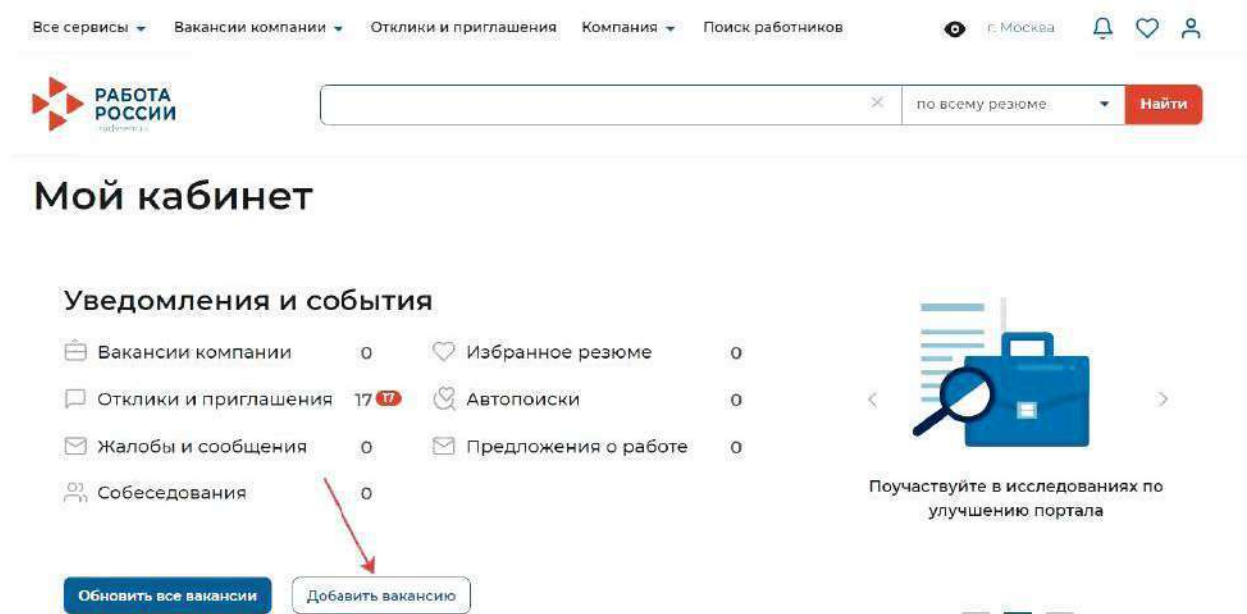 Все сервисы Вакансии компании Отклики и приглашения Компания Поиск работников г. Москва
РАБОТА
РОССИИ
по всему резюме Найти
Мой кабинет
Уведомления и события
Вакансии компании 0 Избранное резюме 0
Отклики и приглашения 17 17 Автопоиски 0
Жалобы и сообщения 0 Предложения о работе 0
Собеседования 0
Поучаствуйте в исследованиях по
улучшению портала
Обновить все вакансии Добавить вакансию